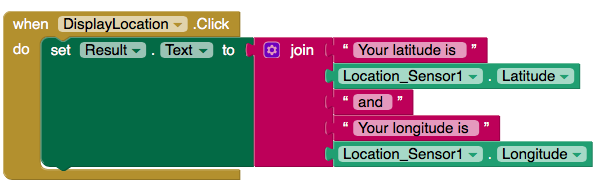 when DisplayLocation .Click
do set Result . Text to join “ Your latitude is ”
Location_Sensor1 . Latitude
“ and ”
“ Your longitude is ”
Location_Sensor1 . Longitude